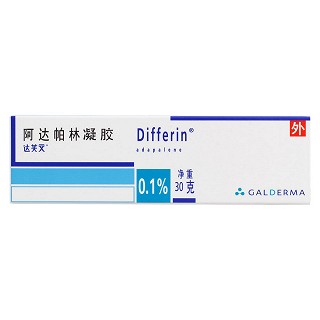 阿达帕林凝胶
达芙文®
Differin®
adapalene
0.1%
净重
30克
外
GALDERMA